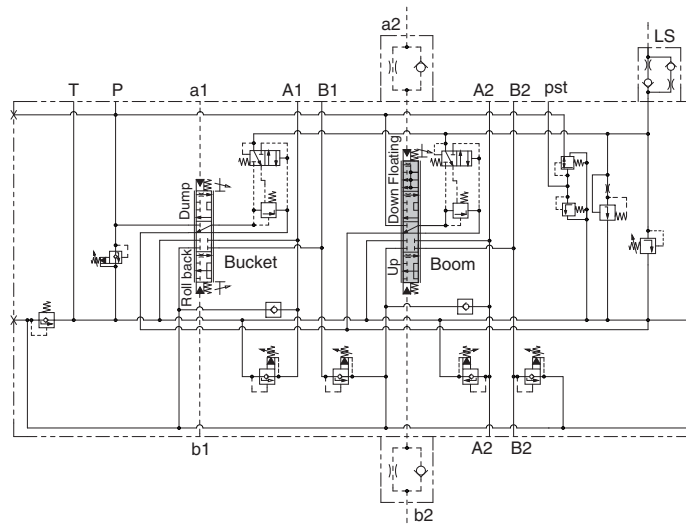 a2
LS
T P a1 A1 B1 A2 B2 pst
Dump
Down Floating
Roll back
Bucket
Up
Boom
b1
A2 B2
b2